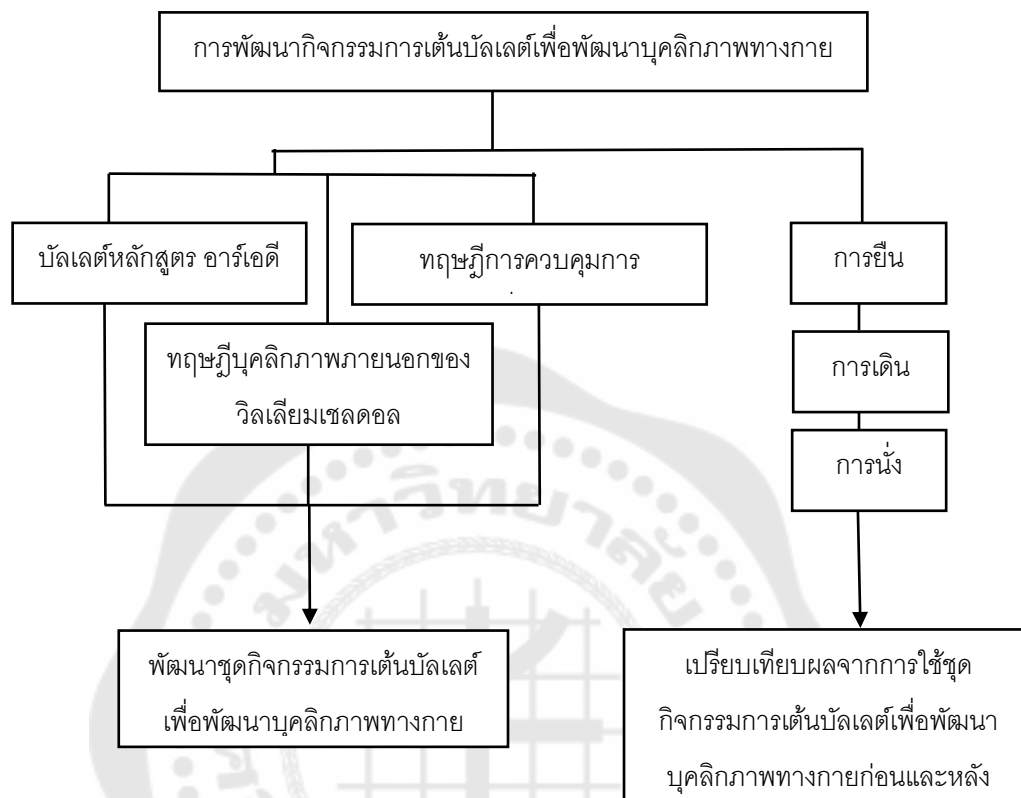 การพัฒนากิจกรรมการเต้นบัลเลต์เพื่อพัฒนาบุคลิกภาพทางกาย
บัลเลต์หลักสูตร อาร์เอดี
ทฤษฎีการควบคุมการ
การยืน
ทฤษฎีบุคลิกภาพภายนอกของ
วิลเลียมเชลดอล
การเดิน
การนั่ง
มหาวิทยาลัย
พัฒนาชุดกิจกรรมการเต้นบัลเลต์
เพื่อพัฒนาบุคลิกภาพทางกาย
เปรียบเทียบผลจากการใช้ชุด
กิจกรรมการเต้นบัลเลต์เพื่อพัฒนา
บุคลิกภาพทางกายก่อนและหลัง